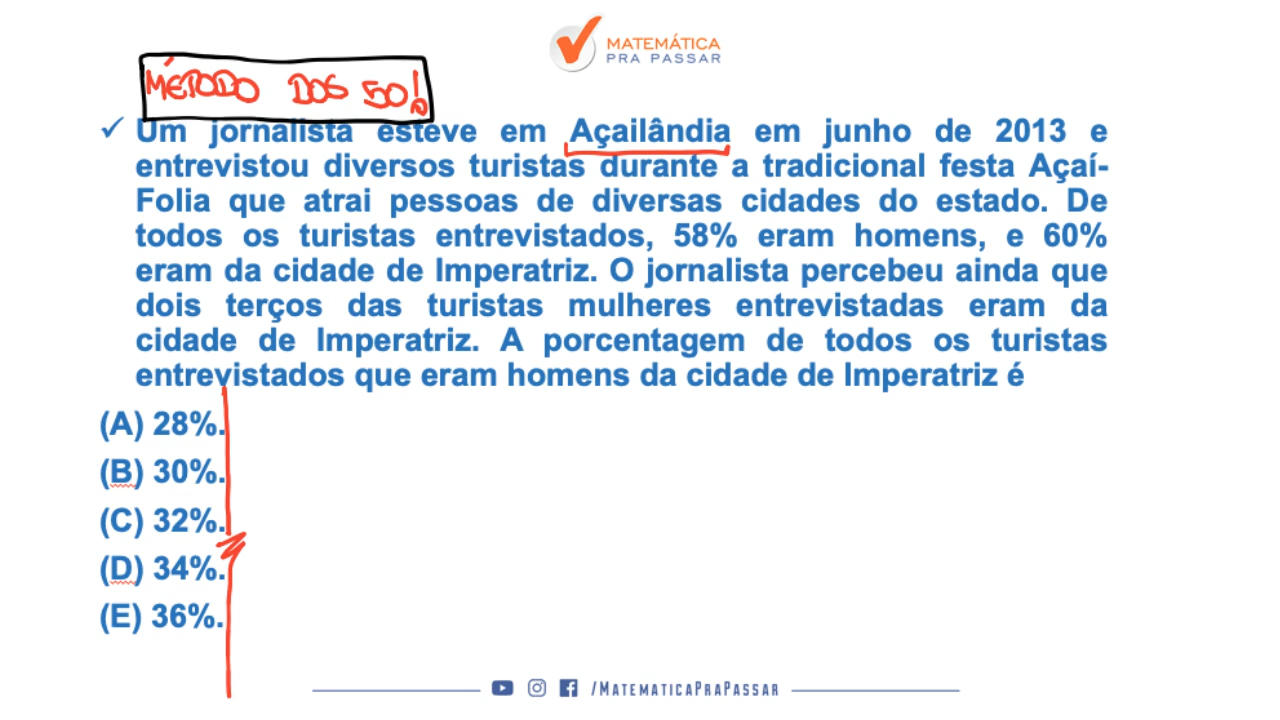 MATEMÁTICA
PRA PASSAR
MÉTODO DOS 50!
Um jornalista esteve em Açailândia em junho de 2013 e
entrevistou diversos turistas durante a tradicional festa Açaí-
Folia que atrai pessoas de diversas cidades do estado. De
todos os turistas entrevistados, 58% eram homens, e 60%
eram da cidade de Imperatriz. O jornalista percebeu ainda que
dois terços das turistas mulheres entrevistadas eram da
cidade de Imperatriz. A porcentagem de todos os turistas
entrevistados que eram homens da cidade de Imperatriz é
(A) 28%.
(B) 30%.
(C) 32%.
(D) 34%.
(E) 36%.
/MATEMATICAPRAPASSAR